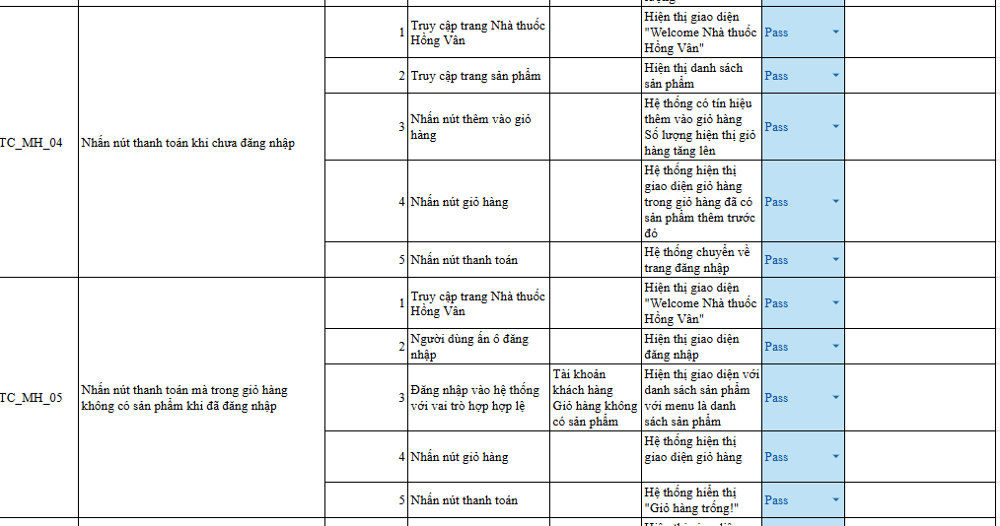 1 Truy cập trang Nhà thuốc
Hồng Vân
Hiện thị giao diện
"Welcome Nhà thuốc
Hồng Vân"
Pass
2 Truy cập trang sản phẩm
Hiện thị danh sách
sản phẩm
Pass
TC_MH_04
Nhấn nút thanh toán khi chưa đăng nhập
3 Nhấn nút thêm vào giỏ
hàng
Hệ thống có tín hiệu
thêm vào giỏ hàng
Số lượng hiện thị giỏ
hàng tăng lên
Pass
4 Nhấn nút giỏ hàng
Hệ thống hiện thị
giao diện giỏ hàng
trong giỏ hàng đã có
sản phẩm thêm trước
đó
Pass
5 Nhấn nút thanh toán
Hệ thống chuyển về
trang đăng nhập
Pass
1 Truy cập trang Nhà thuốc
Hồng Vân
Hiện thị giao diện
"Welcome Nhà thuốc
Hồng Vân"
Pass
2 Người dùng ấn ô đăng
nhập
Hiện thị giao diện
đăng nhập
Pass
TC_MH_05
Nhấn nút thanh toán mà trong giỏ hàng
không có sản phẩm khi đã đăng nhập
3 Đăng nhập vào hệ thống
với vai trò hợp hợp lệ
Tài khoản
khách hàng
Giỏ hàng không
có sản phẩm
Hiện thị giao diện với
danh sách sản phẩm
với menu là danh
sách sản phẩm
Pass
4 Nhấn nút giỏ hàng
Hệ thống hiện thị
giao diện giỏ hàng
Pass
5 Nhấn nút thanh toán
Hệ thống hiển thị
"Giỏ hàng trống!"
Pass